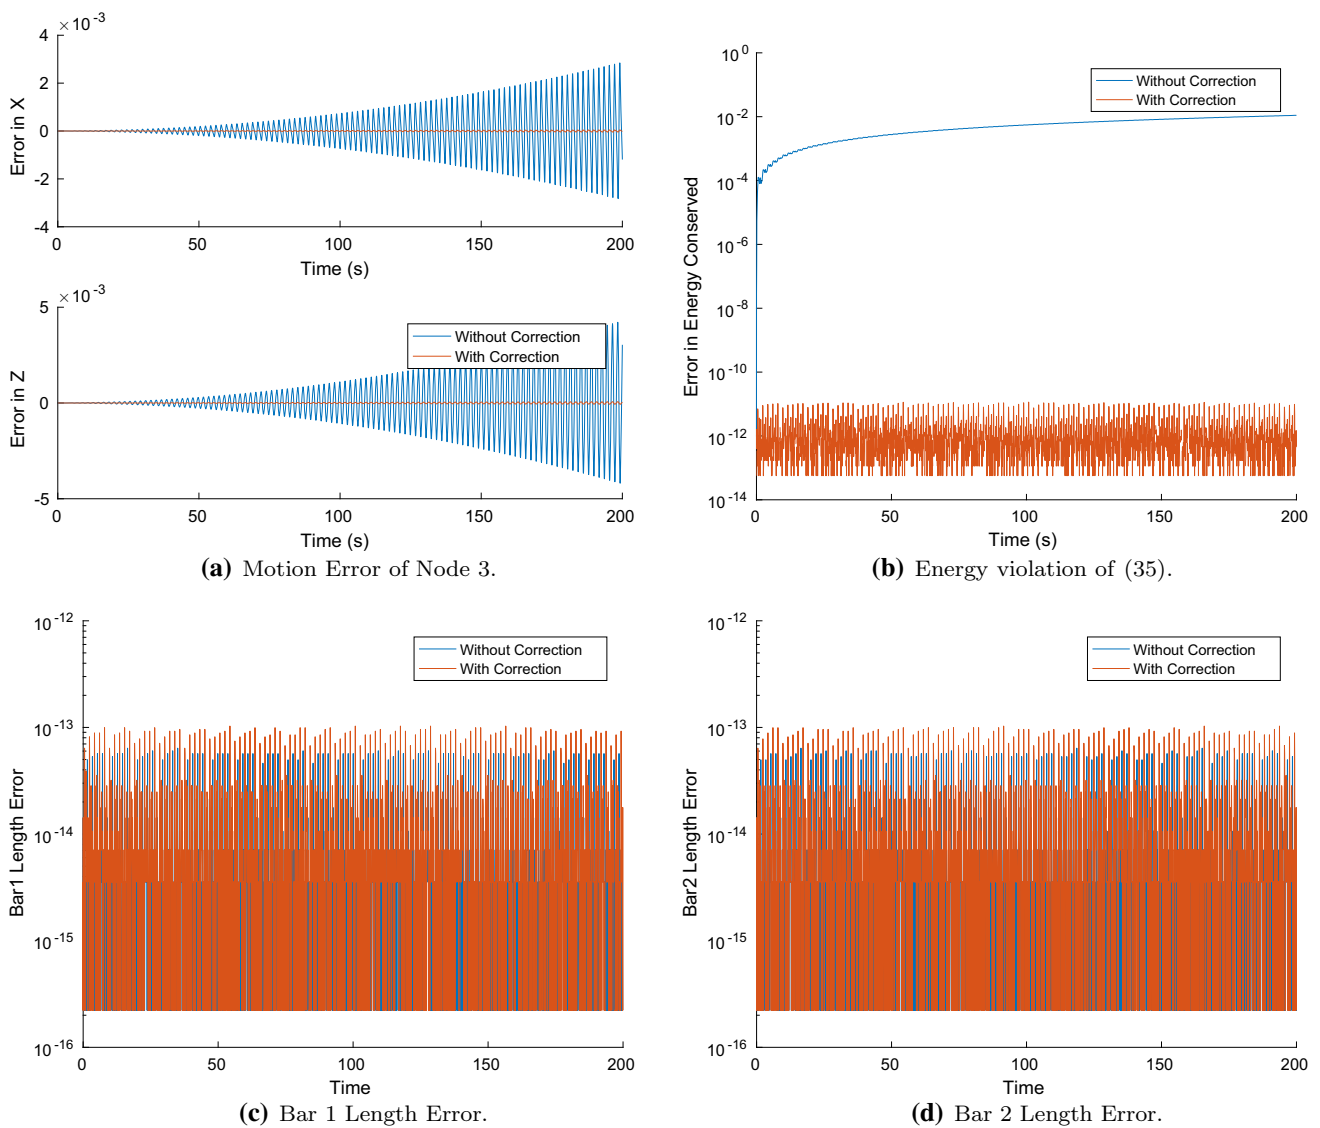 ×10⁻³
4
2
0
-2
-4
Error in X
0 50 100 150 200
Time (s)
×10⁻³
5
0
-5
Error in Z
Without Correction
With Correction
0 50 100 150 200
Time (s)
(a) Motion Error of Node 3.
10⁰
10⁻²
10⁻⁴
10⁻⁶
10⁻⁸
10⁻¹⁰
10⁻¹²
10⁻¹⁴
Error in Energy Conserved
Without Correction
With Correction
0 50 100 150 200
Time (s)
(b) Energy violation of (35).
10⁻¹²
10⁻¹³
10⁻¹⁴
10⁻¹⁵
10⁻¹⁶
Bar1 Length Error
Without Correction
With Correction
0 50 100 150 200
Time
(c) Bar 1 Length Error.
10⁻¹²
10⁻¹³
10⁻¹⁴
10⁻¹⁵
10⁻¹⁶
Bar2 Length Error
Without Correction
With Correction
0 50 100 150 200
Time
(d) Bar 2 Length Error.